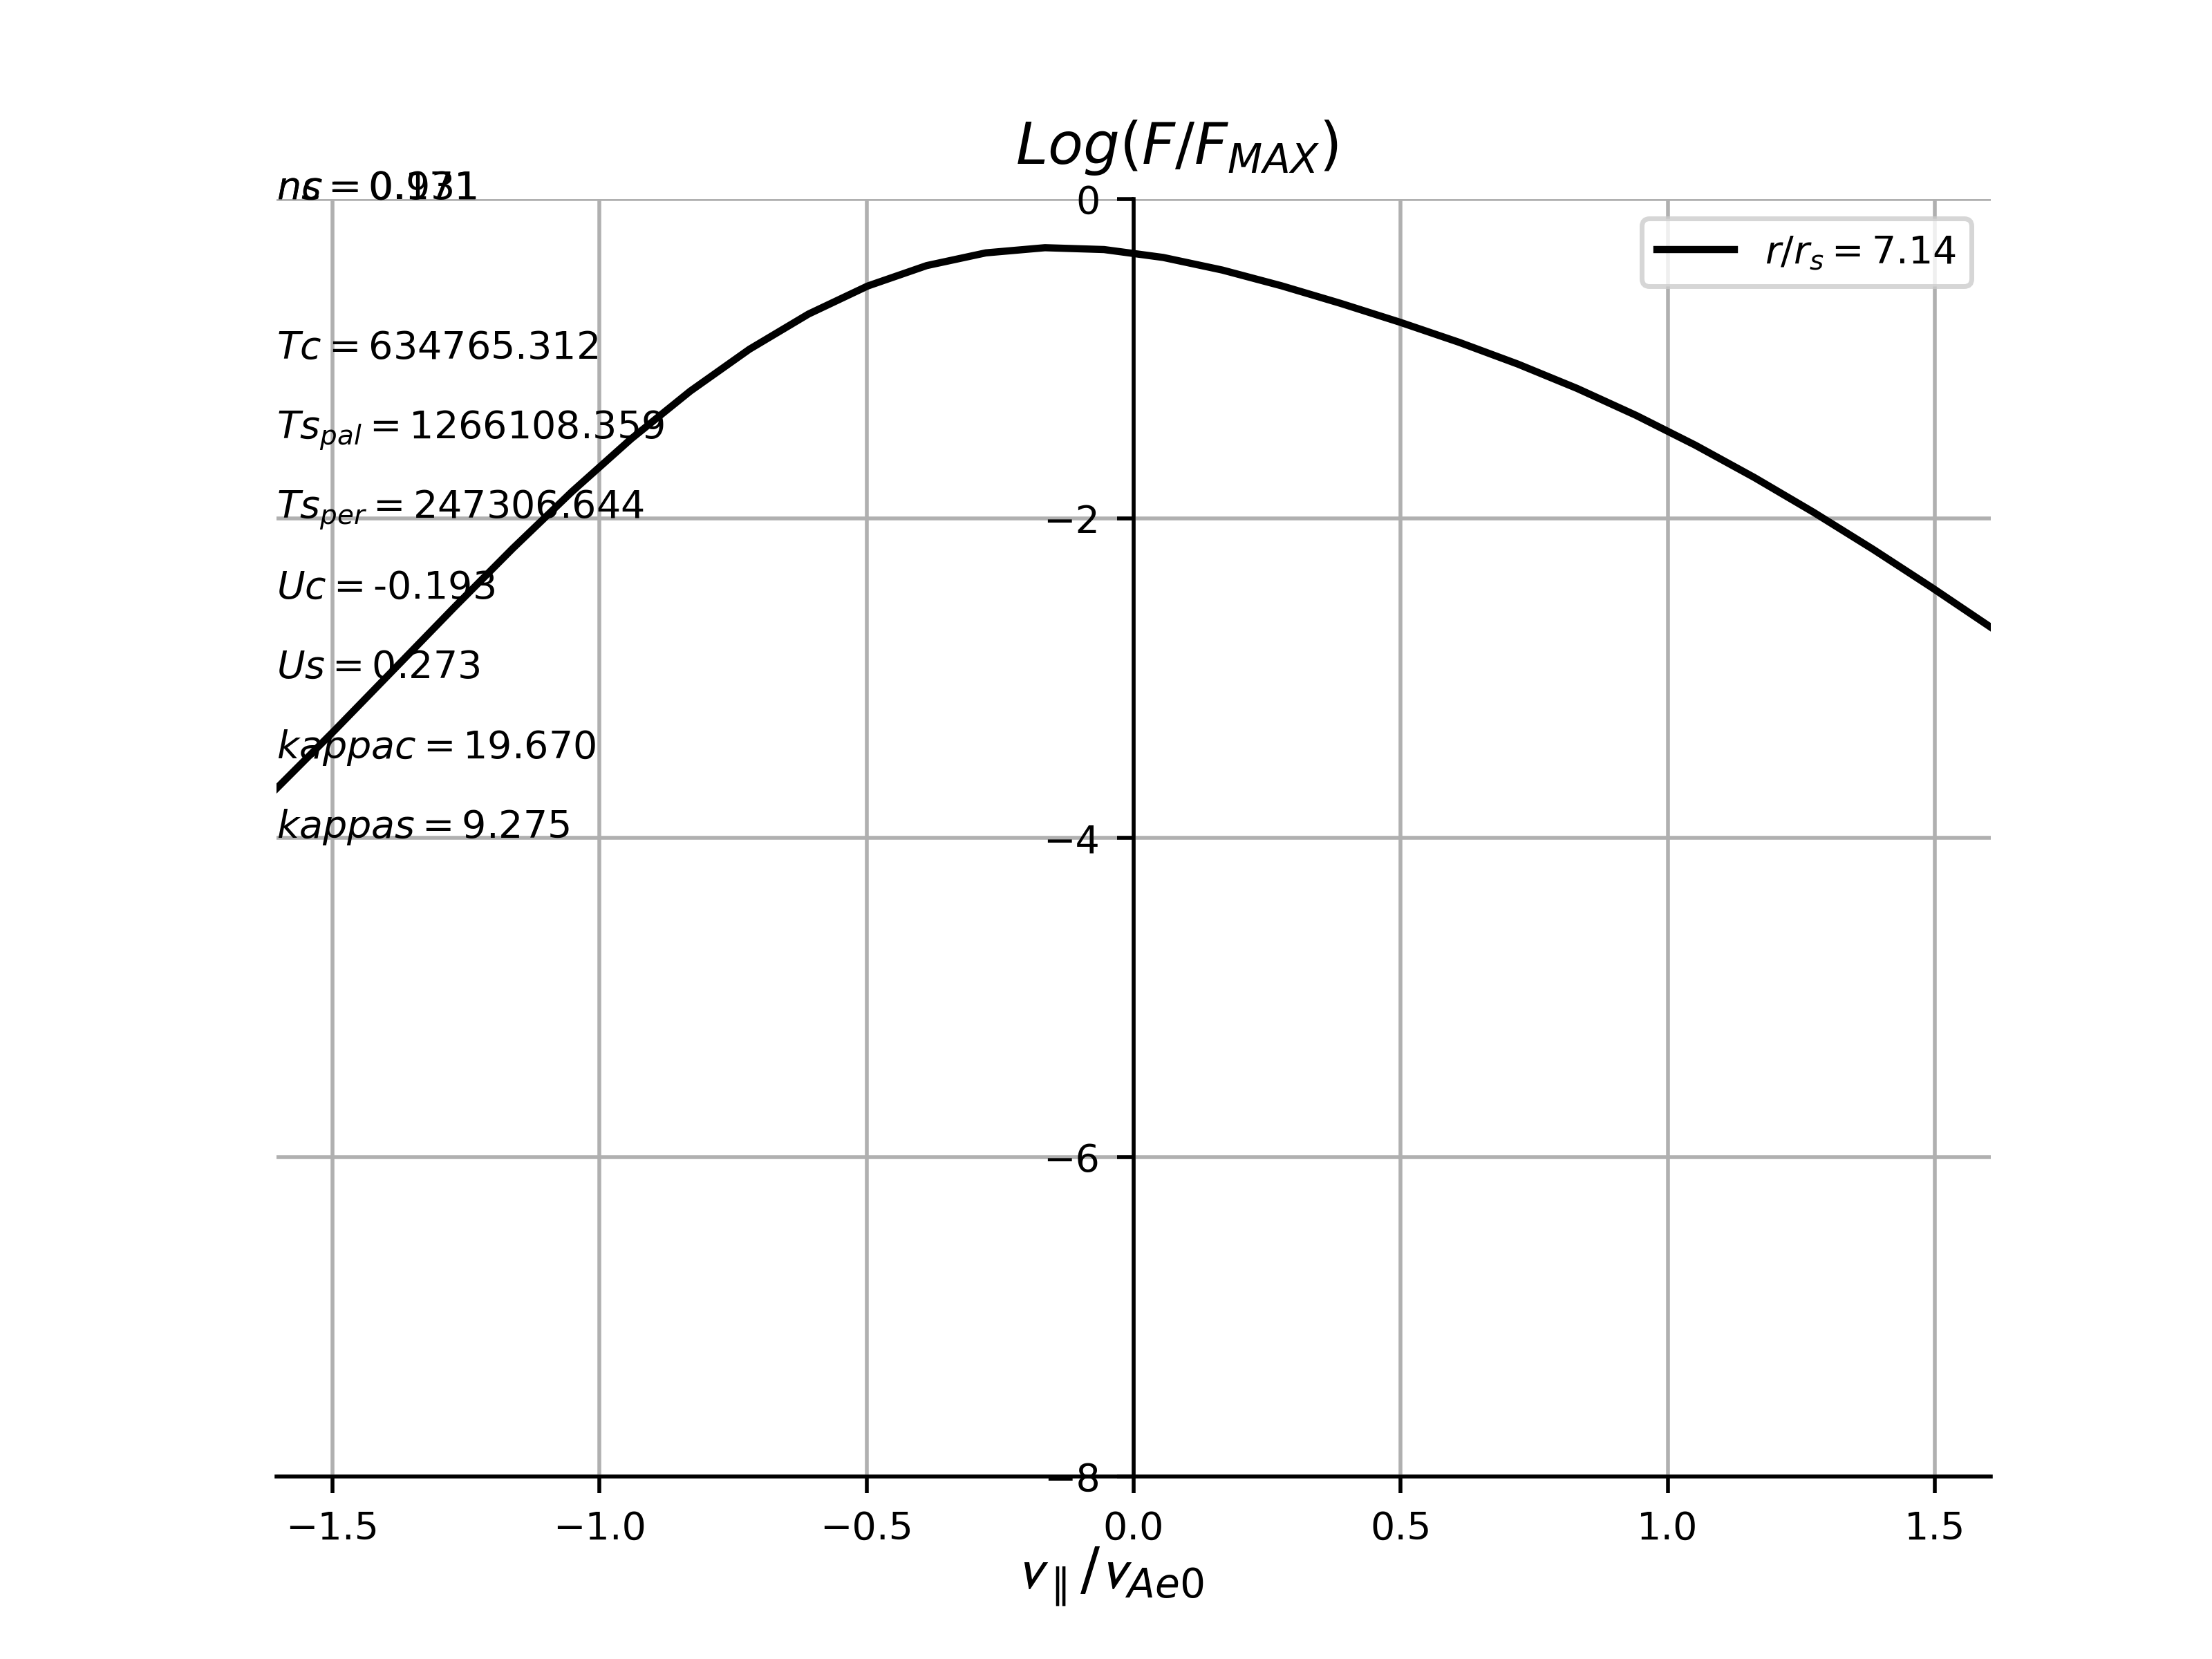 Log(F/F_MAX)
0
r/r_s = 7.14
Tc = 634765.312
Ts_pal = 1266108.359
Ts_per = 247306.644
−2
Uc = -0.193
Us = 0.273
kappac = 19.670
kappas = 9.275
−4
−6
−8
−1.5 −1.0 −0.5 0.0 0.5 1.0 1.5
v_∥/v_Ae0